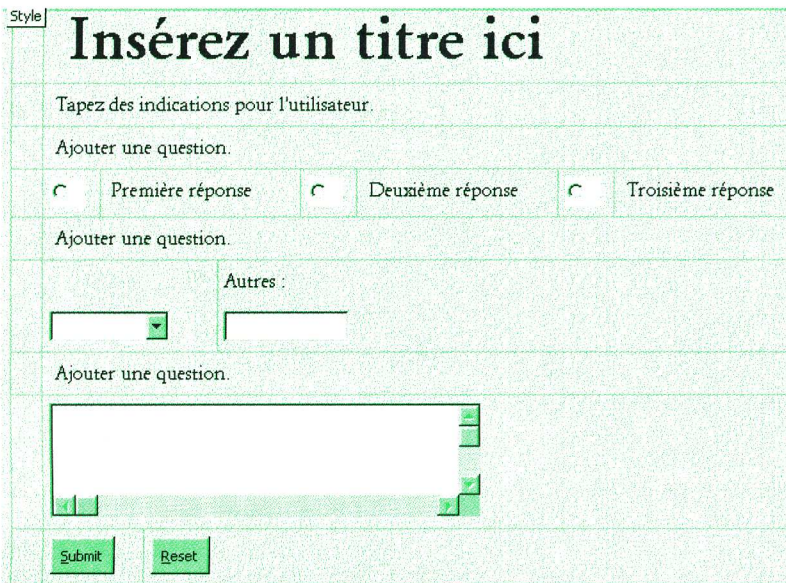 Style
Insérez un titre ici
Tapez des indications pour l'utilisateur.
Ajouter une question.
Première réponse Deuxième réponse Troisième réponse
Ajouter une question.
Autres :
Ajouter une question.
Submit Reset